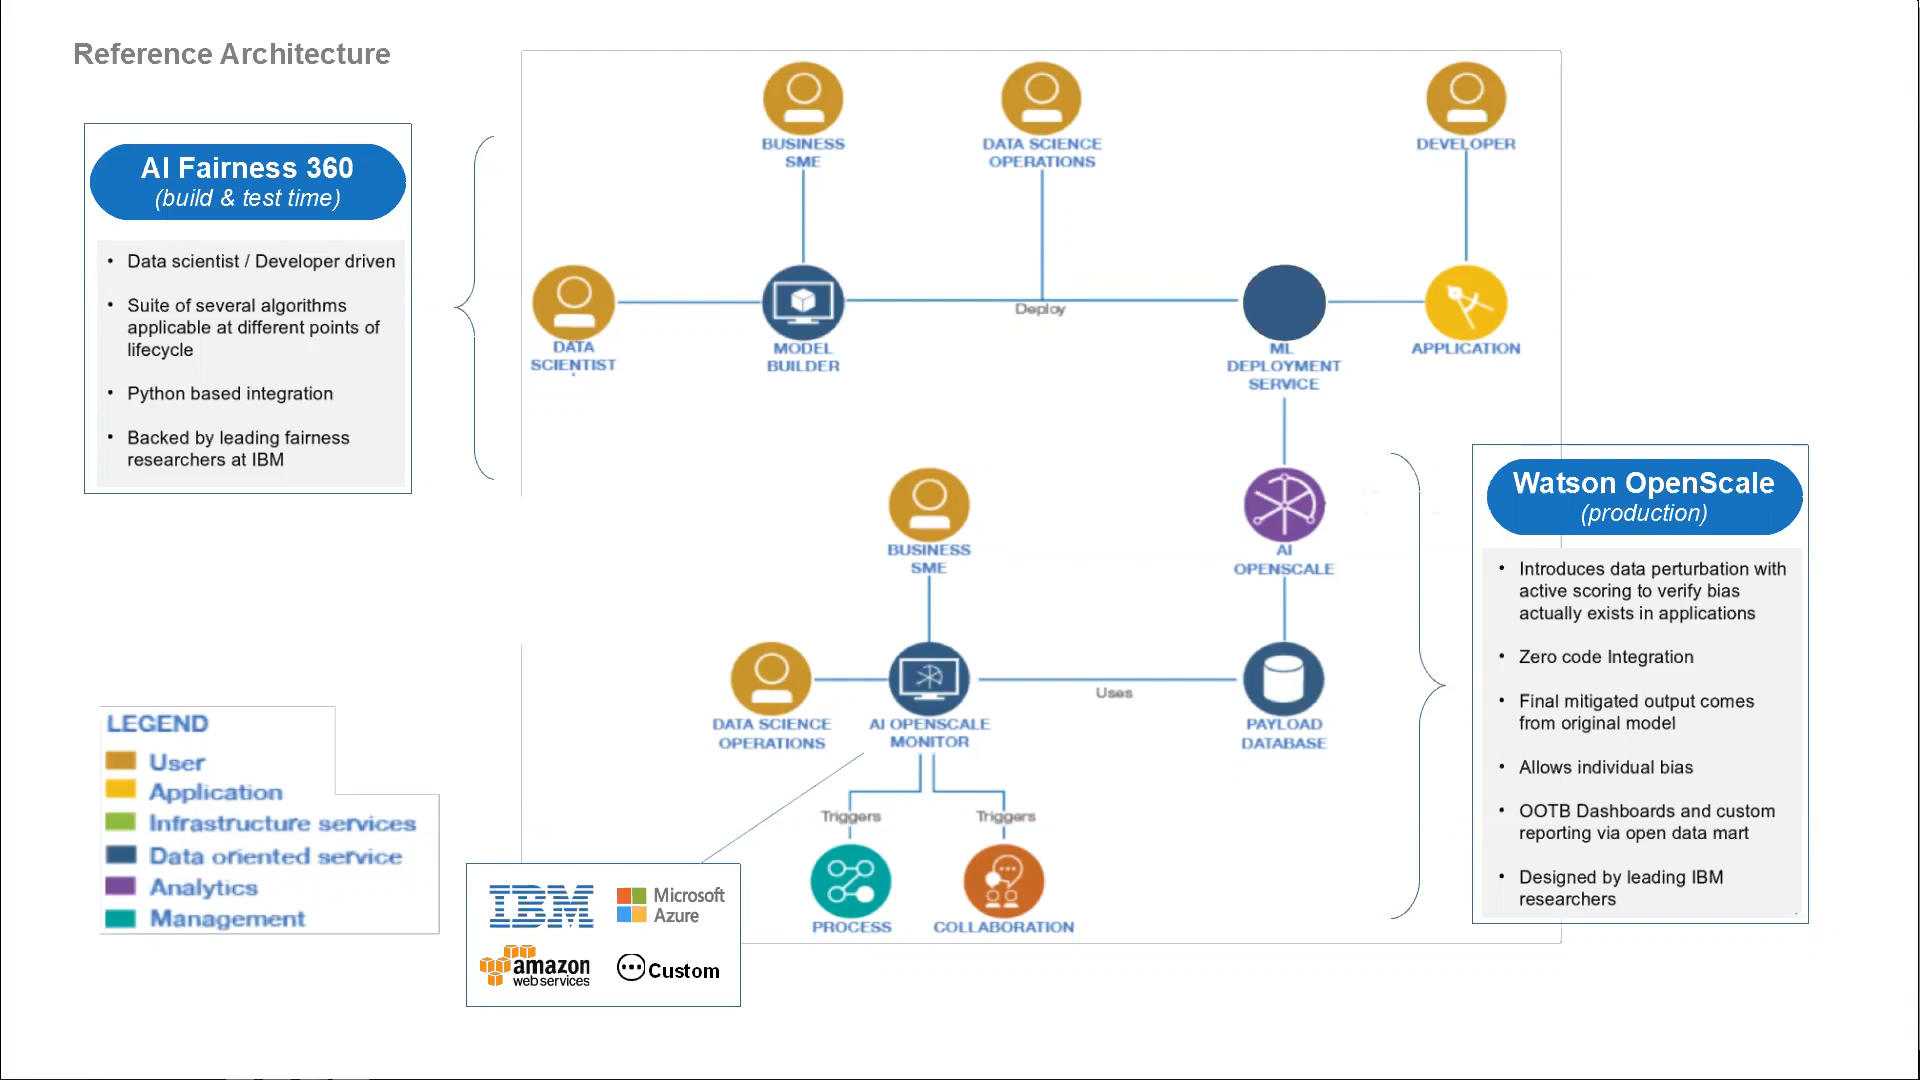 Reference Architecture
AI Fairness 360
(build & test time)
• Data scientist / Developer driven
• Suite of several algorithms
applicable at different points of
lifecycle
• Python based integration
• Backed by leading fairness
researchers at IBM
BUSINESS
SME
DATA SCIENCE
OPERATIONS
DEVELOPER
DATA
SCIENTIST
MODEL
BUILDER
Deploy
ML
DEPLOYMENT
SERVICE
APPLICATION
BUSINESS
SME
AI
OPENSCALE
DATA SCIENCE
OPERATIONS
AI OPENSCALE
MONITOR
Uses
PAYLOAD
DATABASE
Triggers
Triggers
PROCESS
COLLABORATION
Watson OpenScale
(production)
• Introduces data perturbation with
active scoring to verify bias
actually exists in applications
• Zero code Integration
• Final mitigated output comes
from original model
• Allows individual bias
• OOTB Dashboards and custom
reporting via open data mart
• Designed by leading IBM
researchers
LEGEND
User
Application
Infrastructure services
Data oriented service
Analytics
Management
IBM
Microsoft
Azure
amazon
web services
Custom